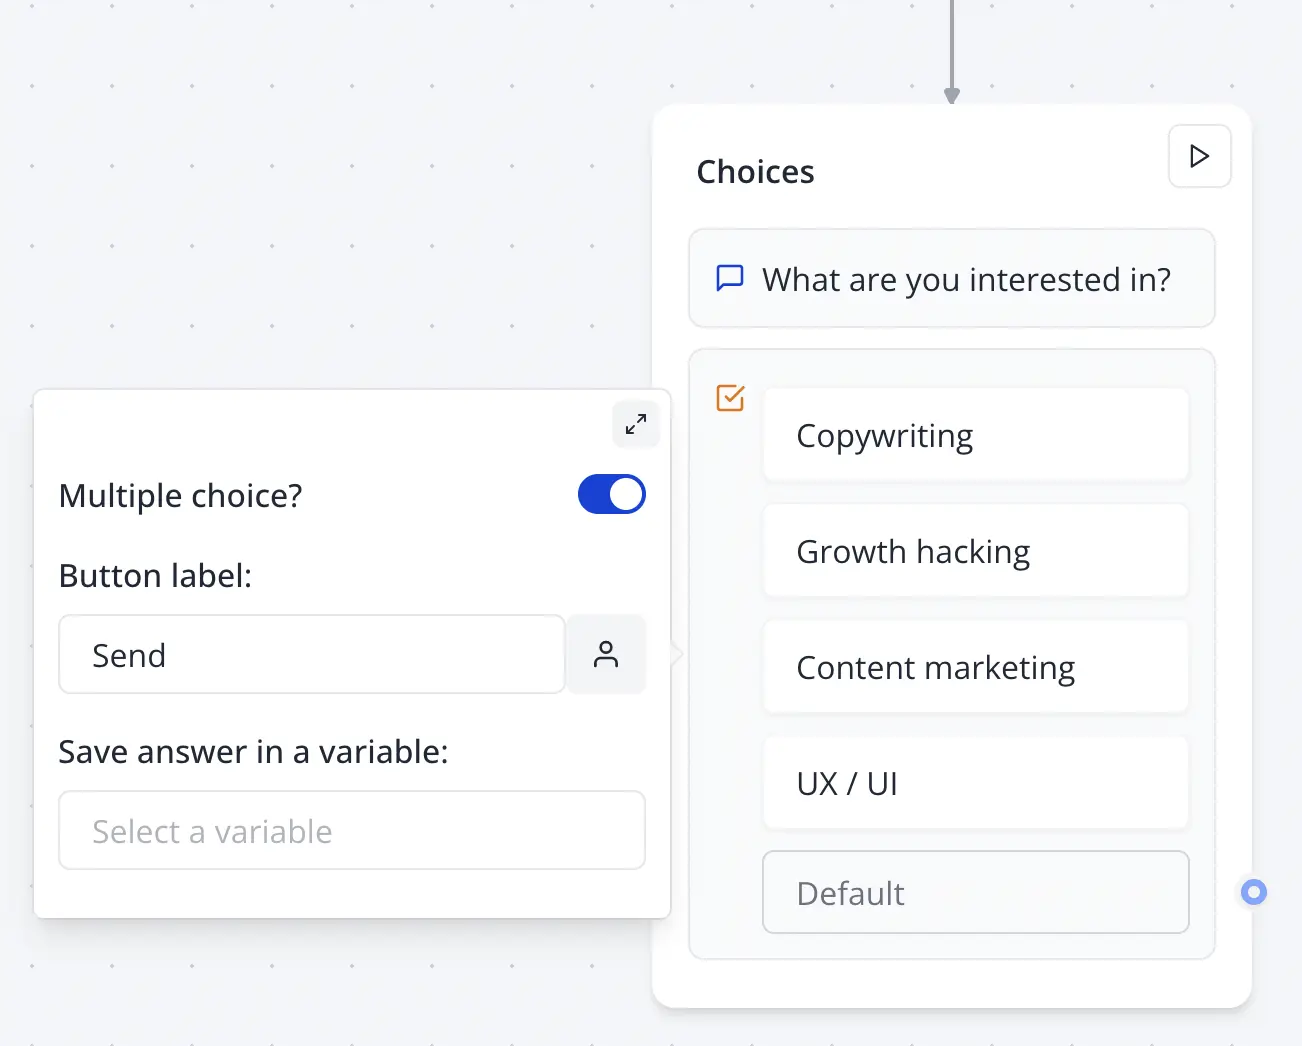 Choices
What are you interested in?
Copywriting
Growth hacking
Content marketing
UX / UI
Default
Multiple choice?
Button label:
Send
Save answer in a variable:
Select a variable